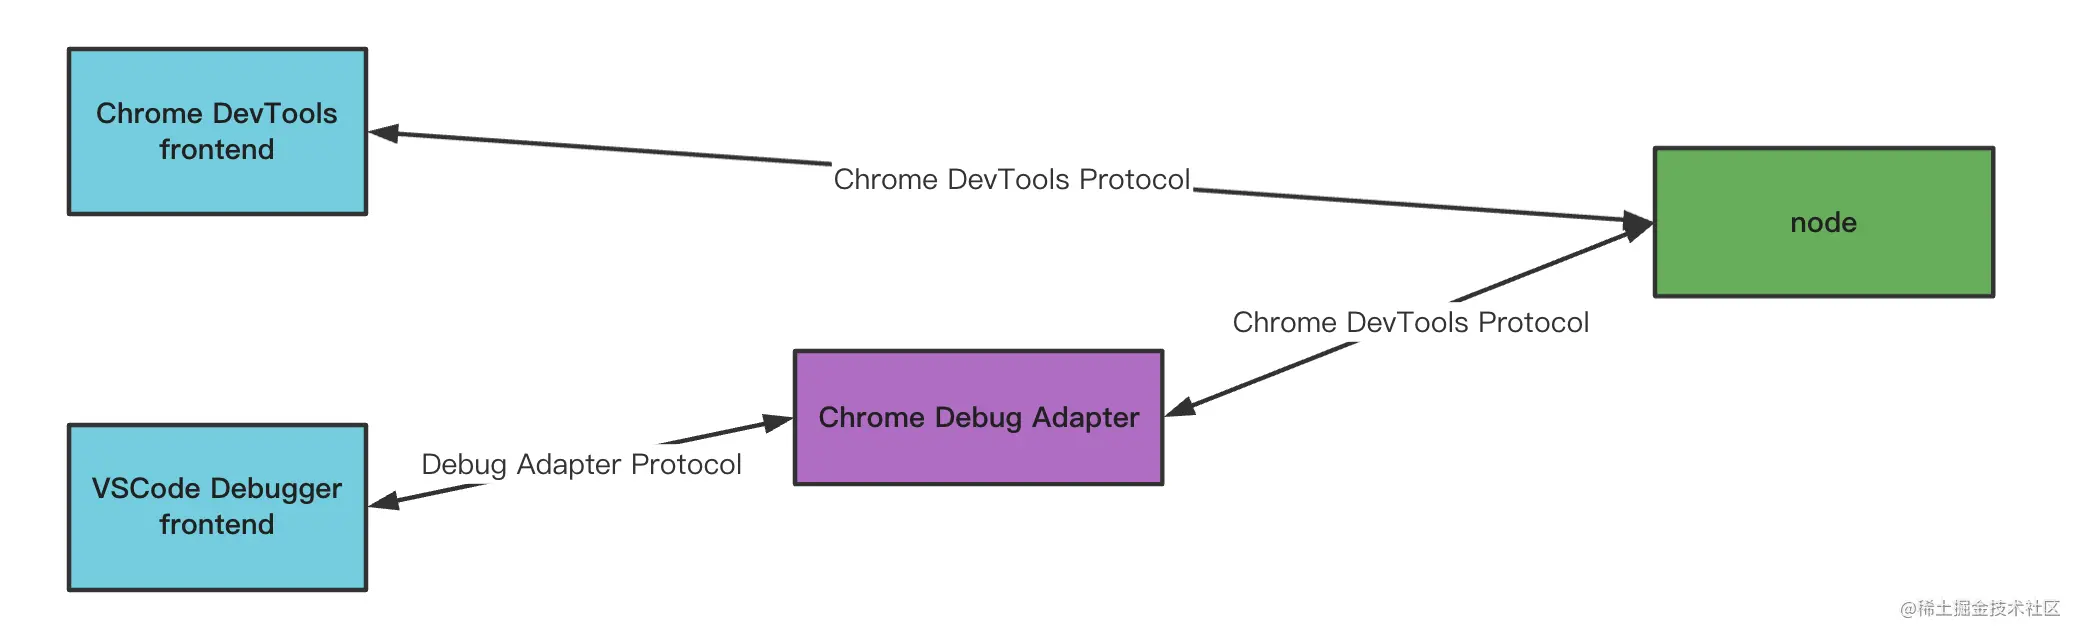 Chrome DevTools
frontend
Chrome DevTools Protocol
node
Chrome DevTools Protocol
Chrome Debug Adapter
Debug Adapter Protocol
VSCode Debugger
frontend
@稀土掘金技术社区